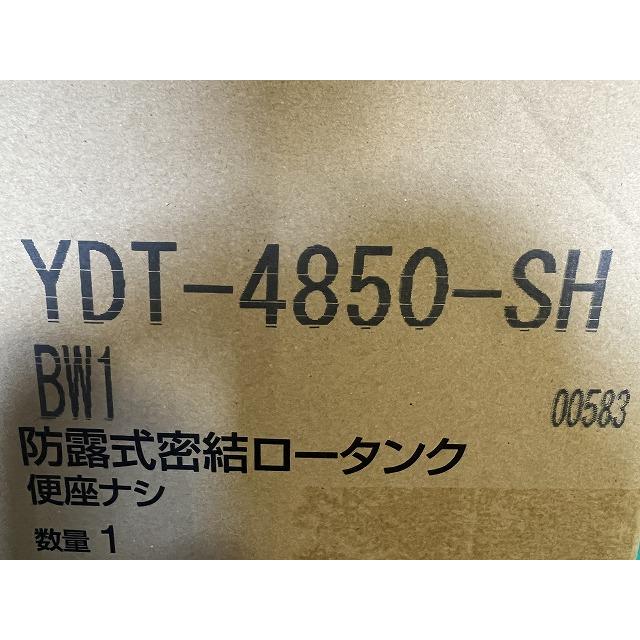 YDT-4850-SH
BW1 00583
防露式密結ロータンク
便座ナシ
数量 1